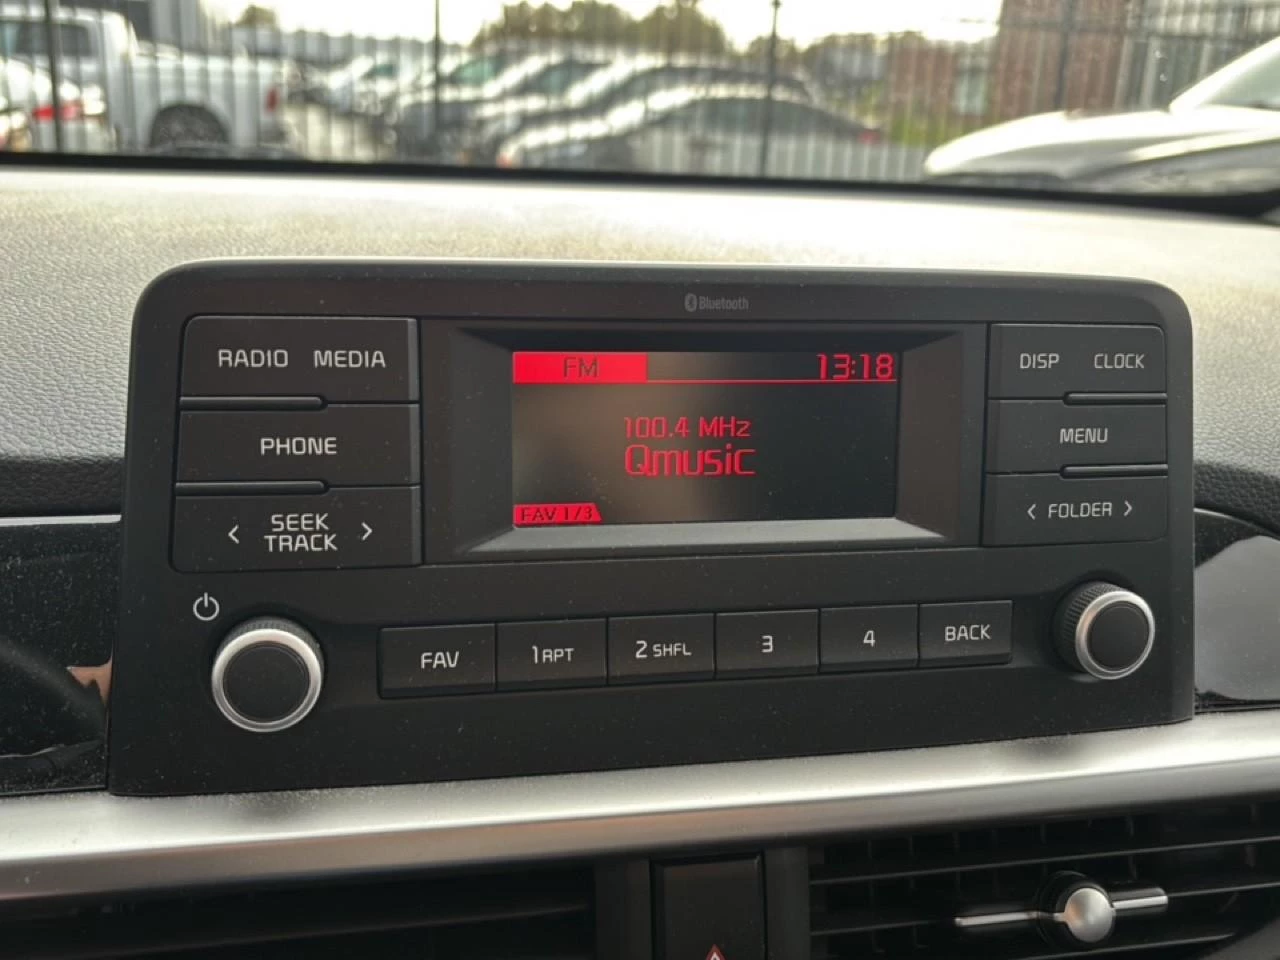 Bluetooth
RADIO MEDIA
PHONE
< SEEK TRACK >
FM 13:18
100.4 MHz
Qmusic
FAV 1/3
DISP CLOCK
MENU
< FOLDER >
FAV 1 RPT 2 SHFL 3 4 BACK